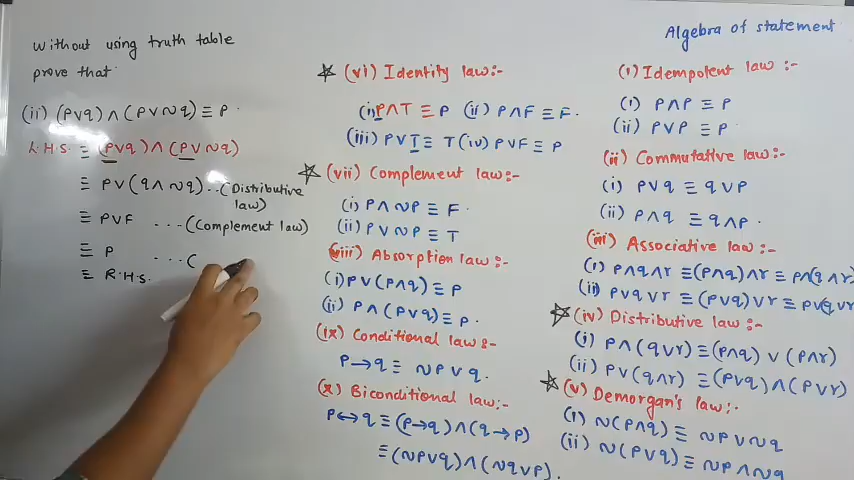 Without using truth table
prove that
(ii) (p∨q)∧(p∨∼q) ≡ p.
L.H.S. ≡ (p∨q)∧(p∨∼q)
≡ p∨(q∧∼q) ..(Distributive
law)
≡ p∨F ...(Complement law)
≡ p ...(
≡ R.H.S.
☆ (vi) Identity law:-
(i) p∧T ≡ p (ii) p∧F ≡ F.
(iii) p∨T ≡ T (iv) p∨F ≡ p
☆ (vii) Complement law:-
(i) p∧∼p ≡ F.
(ii) p∨∼p ≡ T
(viii) Absorption law:-
(i) p∨(p∧q) ≡ p
(ii) p∧(p∨q) ≡ p.
(ix) Conditional law:-
p→q ≡ ∼p∨q.
(x) Biconditional law:-
p↔q ≡ (p→q)∧(q→p)
≡ (∼p∨q)∧(∼q∨p).
Algebra of statement
(i) Idempotent law:-
(i) p∧p ≡ p
(ii) p∨p ≡ p.
(ii) Commutative law:-
(i) p∨q ≡ q∨p
(ii) p∧q ≡ q∧p.
(iii) Associative law:-
(i) p∧q∧r ≡ (p∧q)∧r ≡ p∧(q∧r)
(ii) p∨q∨r ≡ (p∨q)∨r ≡ p∨(q∨r)
☆ (iv) Distributive law:-
(i) p∧(q∨r) ≡ (p∧q)∨(p∧r)
(ii) p∨(q∧r) ≡ (p∨q)∧(p∨r)
☆ (v) Demorgan's law:-
(i) ∼(p∧q) ≡ ∼p∨∼q
(ii) ∼(p∨q) ≡ ∼p∧∼q